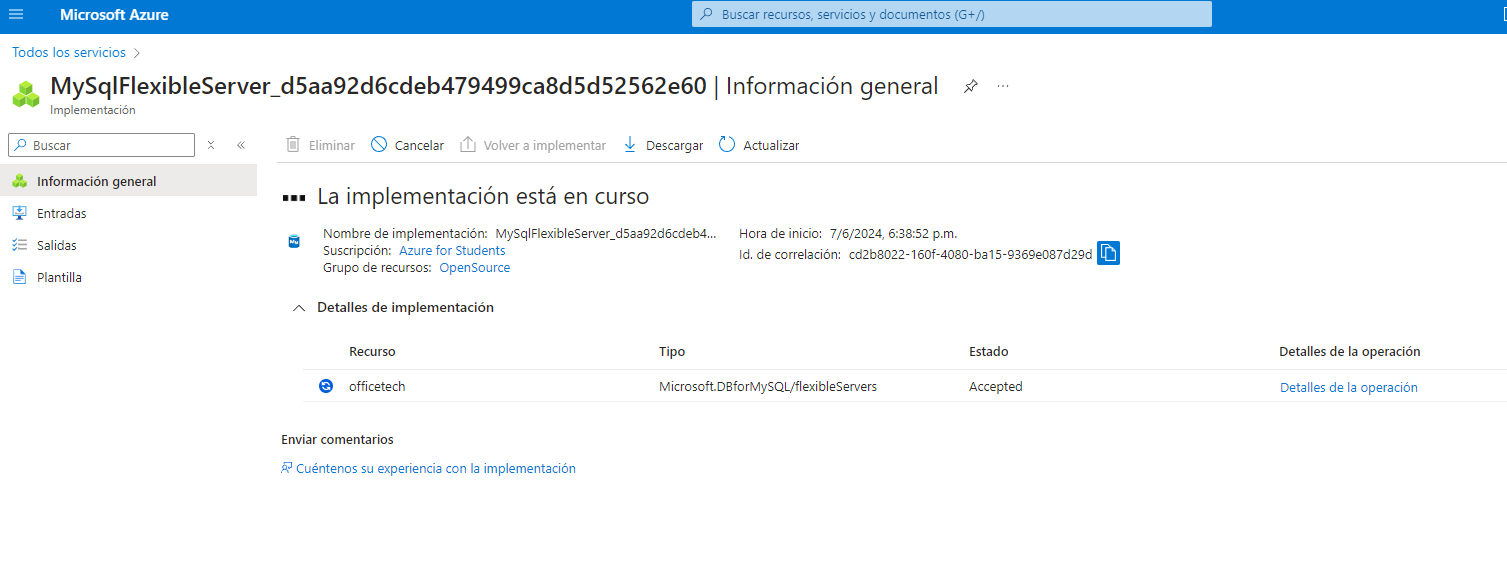 Microsoft Azure
Buscar recursos, servicios y documentos (G+/)
Todos los servicios
MySqlFlexibleServer_d5aa92d6cdeb479499ca8d5d52562e60 | Información general
Implementación
Buscar
Eliminar
Cancelar
Volver a implementar
Descargar
Actualizar
Información general
Entradas
Salidas
Plantilla
La implementación está en curso
Nombre de implementación: MySqlFlexibleServer_d5aa92d6cdeb4...
Suscripción: Azure for Students
Grupo de recursos: OpenSource
Hora de inicio: 7/6/2024, 6:38:52 p.m.
Id. de correlación: cd2b8022-160f-4080-ba15-9369e087d29d
Detalles de implementación
Recurso Tipo Estado Detalles de la operación
officetech Microsoft.DBforMySQL/flexibleServers Accepted Detalles de la operación
Enviar comentarios
Cuéntenos su experiencia con la implementación